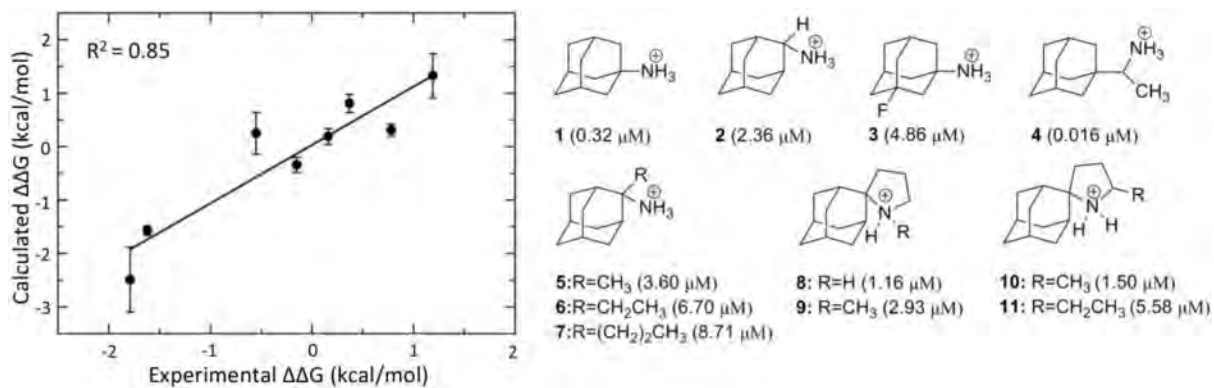 R² = 0.85
Calculated ΔΔG (kcal/mol)
2
1
0
-1
-2
-3
-2
-1
0
1
2
Experimental ΔΔG (kcal/mol)
⊕
NH₃
1 (0.32 μM)
H
⊕
NH₃
2 (2.36 μM)
⊕
NH₃
F
3 (4.86 μM)
⊕
NH₃
CH₃
4 (0.016 μM)
R
⊕
NH₃
5:R=CH₃ (3.60 μM)
6:R=CH₂CH₃ (6.70 μM)
7:R=(CH₂)₂CH₃ (8.71 μM)
⊕
N
H
R
8: R=H (1.16 μM)
9: R=CH₃ (2.93 μM)
R
⊕
N
H
H
10: R=CH₃ (1.50 μM)
11: R=CH₂CH₃ (5.58 μM)